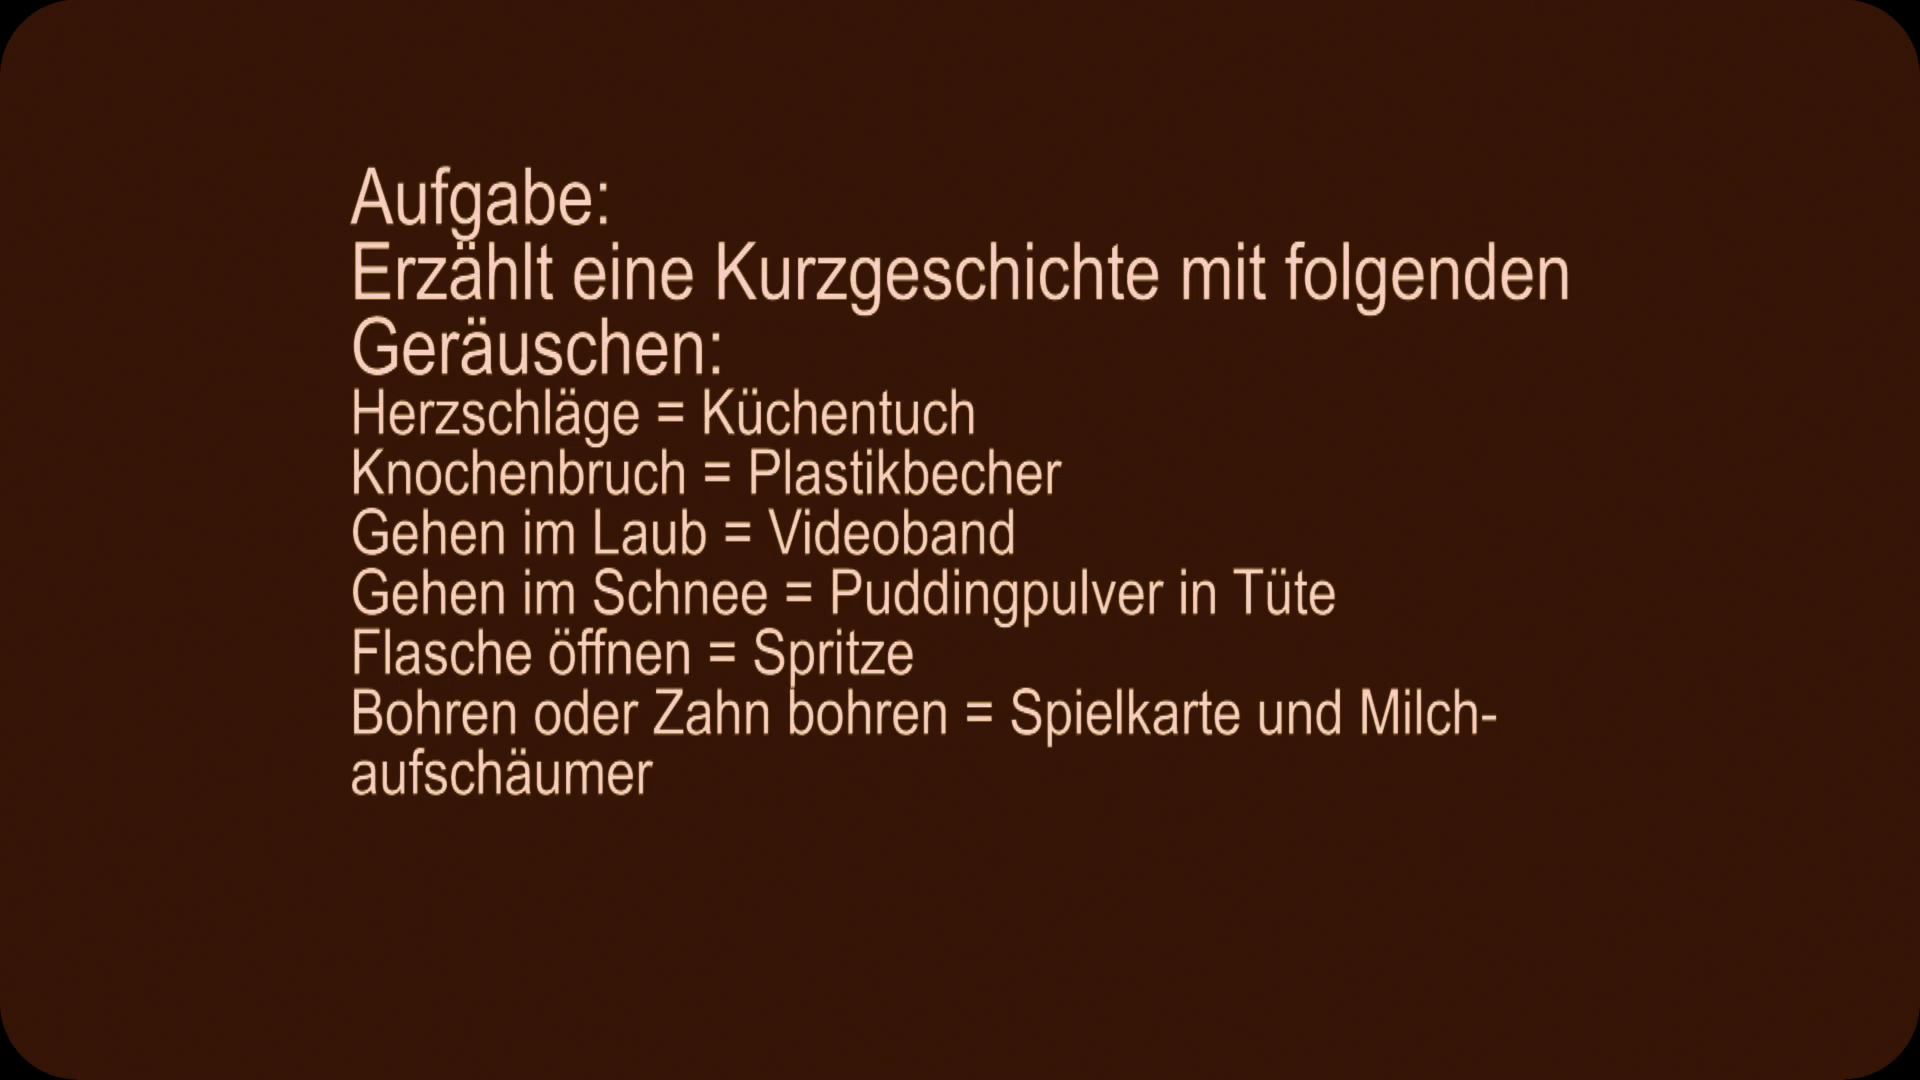 Aufgabe:
Erzählt eine Kurzgeschichte mit folgenden
Geräuschen:
Herzschläge = Küchentuch
Knochenbruch = Plastikbecher
Gehen im Laub = Videoband
Gehen im Schnee = Puddingpulver in Tüte
Flasche öffnen = Spritze
Bohren oder Zahn bohren = Spielkarte und Milch-
aufschäumer